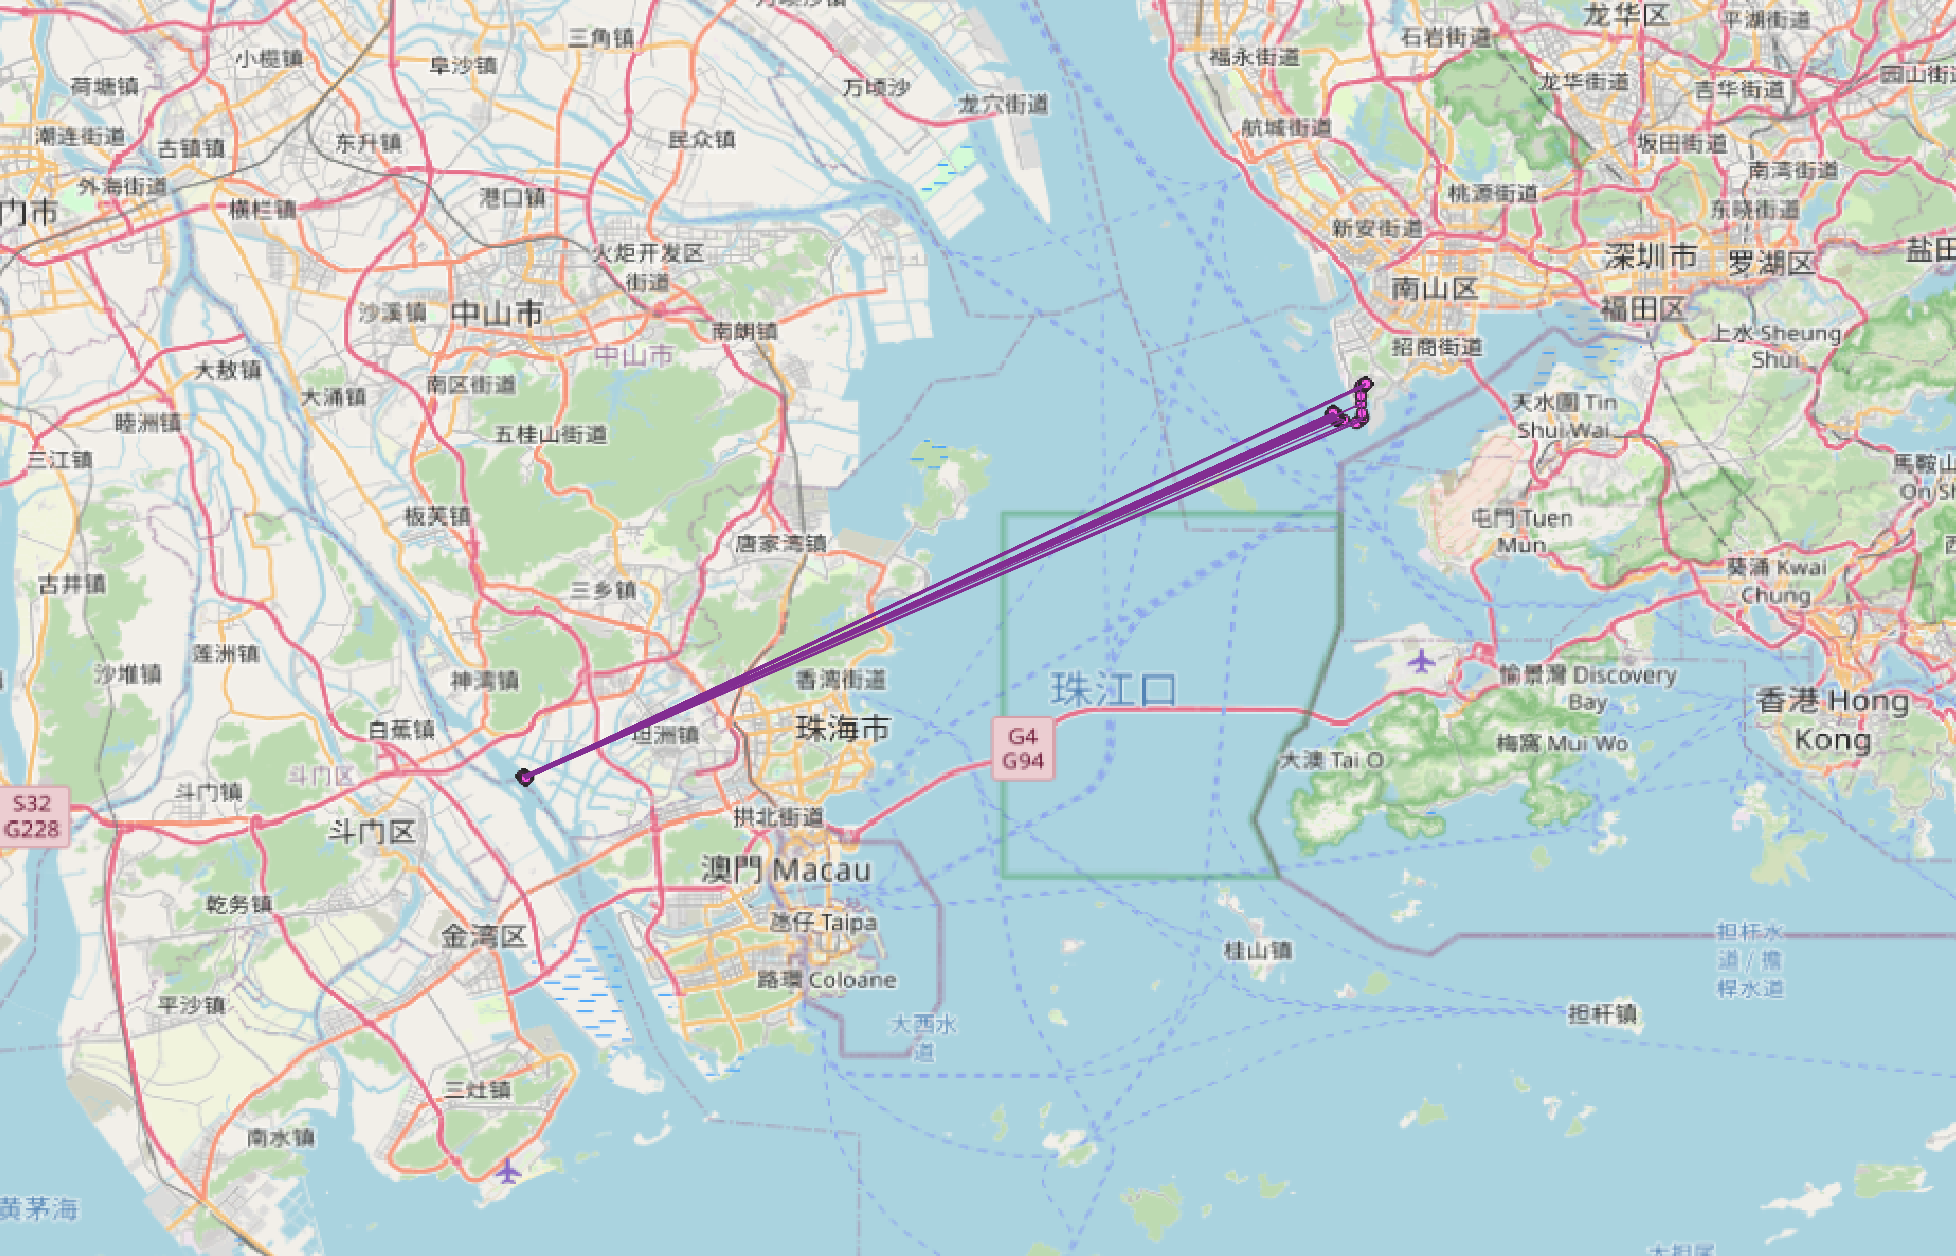 三角镇
龙华区
平湖街道
小榄镇
阜沙镇
福永街道
石岩街道
荷塘镇
万顷沙
龙穴街道
龙华街道
吉华街道
园山街道
潮连街道
古镇镇
东升镇
民众镇
航城街道
坂田街道
南湾街道
外海街道
横栏镇
港口镇
桃源街道
东晓街道
门市
新安街道
火炬开发区
街道
深圳市
罗湖区
盐田
沙溪镇
中山市
南山区
福田区
南朗镇
中山市
招商街道
上水 Sheung
Shui
大敖镇
南区街道
大涌镇
睦洲镇
天水圍 Tin
Shui Wai
五桂山街道
三江镇
馬鞍山
On Sh
板芙镇
唐家湾镇
屯門 Tuen
Mun
古井镇
三乡镇
葵涌 Kwai
Chung
莲洲镇
沙堆镇
神湾镇
香湾街道
珠江口
愉景灣 Discovery
Bay
香港 Hong
Kong
白蕉镇
坦洲镇
珠海市
G4
G94
大澳 Tai O
梅窩 Mui Wo
斗门区
斗门镇
S32
G228
斗门区
拱北街道
澳門 Macau
乾务镇
金湾区
氹仔 Taipa
桂山镇
担杆水
道 / 擔
桿水道
路環 Coloane
平沙镇
大西水
道
担杆镇
三灶镇
南水镇
黄茅海